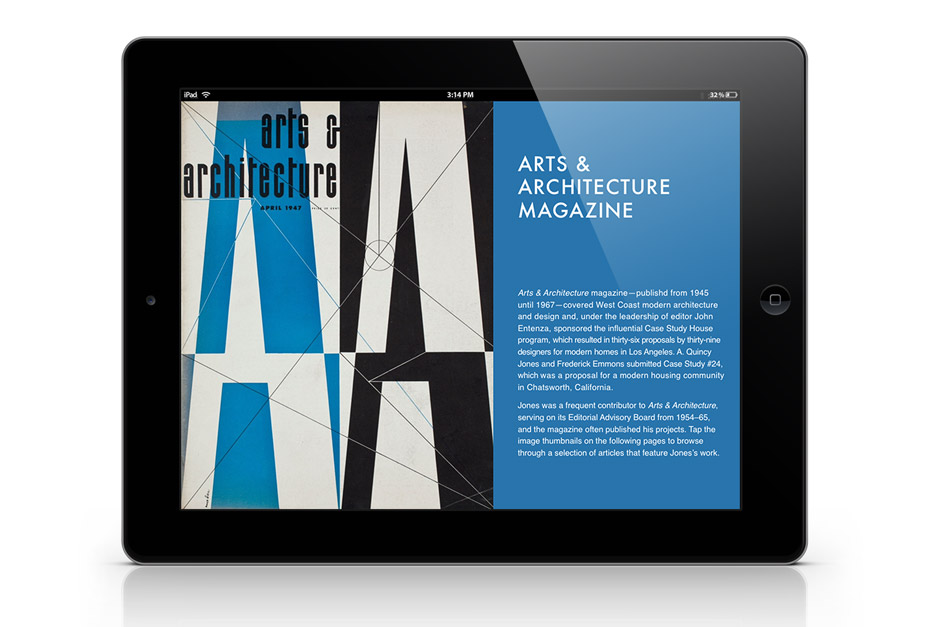 iPad 3:14 PM 32%
arts &
architecture
APRIL 1947
ARTS &
ARCHITECTURE
MAGAZINE
Arts & Architecture magazine—publishd from 1945
until 1967—covered West Coast modern architecture
and design and, under the leadership of editor John
Entenza, sponsored the influential Case Study House
program, which resulted in thirty-six proposals by thirty-nine
designers for modern homes in Los Angeles. A. Quincy
Jones and Frederick Emmons submitted Case Study #24,
which was a proposal for a modern housing community
in Chatsworth, California.
Jones was a frequent contributor to Arts & Architecture,
serving on its Editorial Advisory Board from 1954–65,
and the magazine often published his projects. Tap the
image thumbnails on the following pages to browse
through a selection of articles that feature Jones's work.